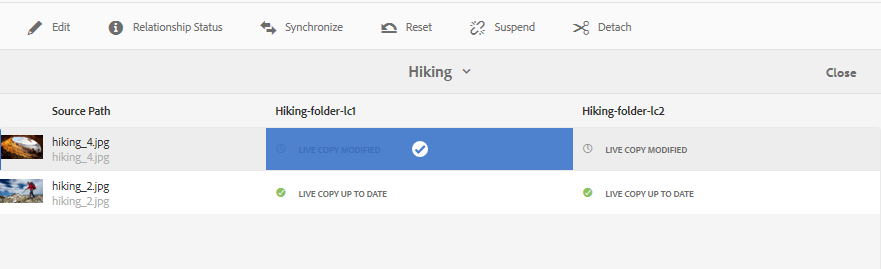 Edit Relationship Status Synchronize Reset Suspend Detach
Hiking Close
Source Path Hiking-folder-lc1 Hiking-folder-lc2
hiking_4.jpg
hiking_4.jpg
LIVE COPY MODIFIED LIVE COPY MODIFIED
hiking_2.jpg
hiking_2.jpg
LIVE COPY UP TO DATE LIVE COPY UP TO DATE